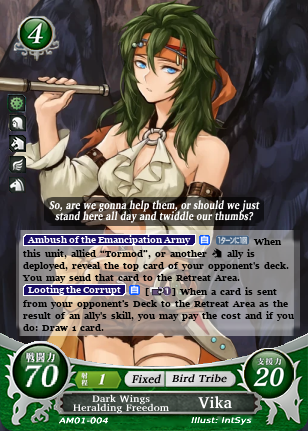 4
So, are we gonna help them, or should we just
stand here all day and twiddle our thumbs?
Ambush of the Emancipation Army 1ターンに1回 When
this unit, allied "Tormod", or another ally is
deployed, reveal the top card of your opponent's deck.
You may send that card to the Retreat Area.
Looting the Corrupt [ 1] When a card is sent
from your opponent's Deck to the Retreat Area as the
result of an ally's skill, you may pay the cost and if you
do: Draw 1 card.
戦闘力
70
射程 1
Fixed
Bird Tribe
支援力
20
Dark Wings
Heralding Freedom
Vika
AM01-004
Illust: IntSys